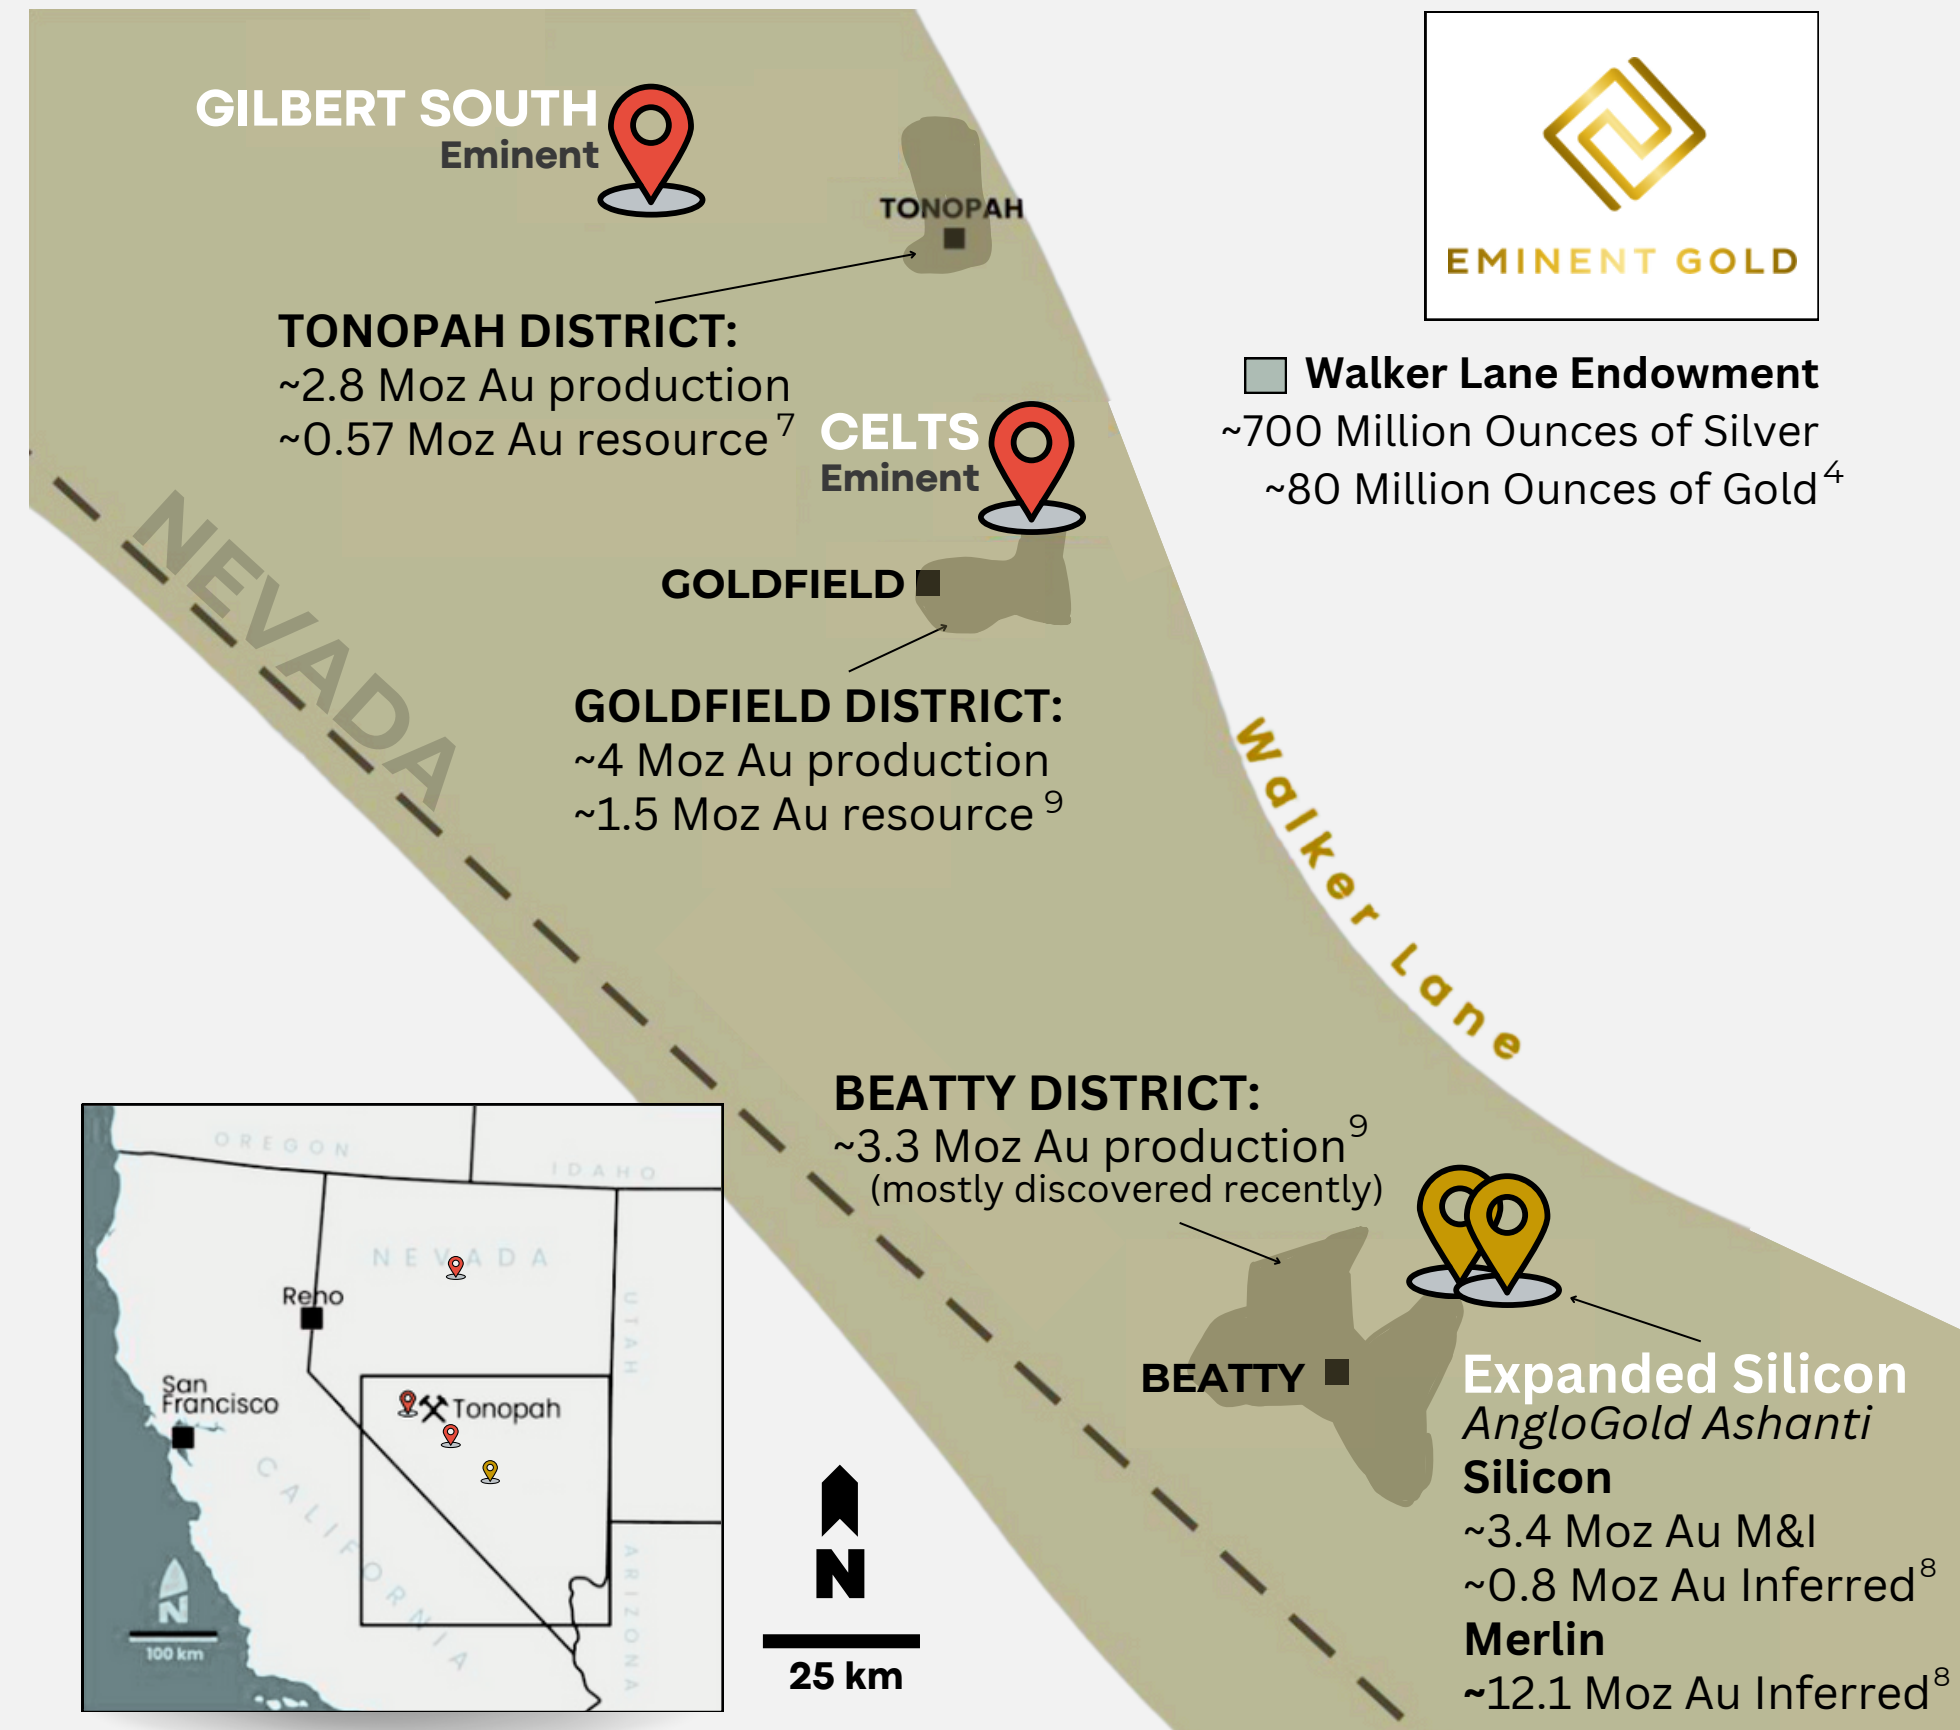 GILBERT SOUTH
Eminent
TONOPAH
EMINENT GOLD
TONOPAH DISTRICT:
~2.8 Moz Au production
~0.57 Moz Au resource 7
Walker Lane Endowment
~700 Million Ounces of Silver
~80 Million Ounces of Gold 4
CELTS
Eminent
NEVADA
GOLDFIELD
GOLDFIELD DISTRICT:
~4 Moz Au production
~1.5 Moz Au resource 9
Walker Lane
BEATTY DISTRICT:
~3.3 Moz Au production 9
(mostly discovered recently)
BEATTY
Expanded Silicon
AngloGold Ashanti
Silicon
~3.4 Moz Au M&I
~0.8 Moz Au Inferred 8
Merlin
~12.1 Moz Au Inferred 8
OREGON
IDAHO
NEVADA
UTAH
Reno
San
Francisco
Tonopah
CALIFORNIA
ARIZONA
N
100 km
N
25 km